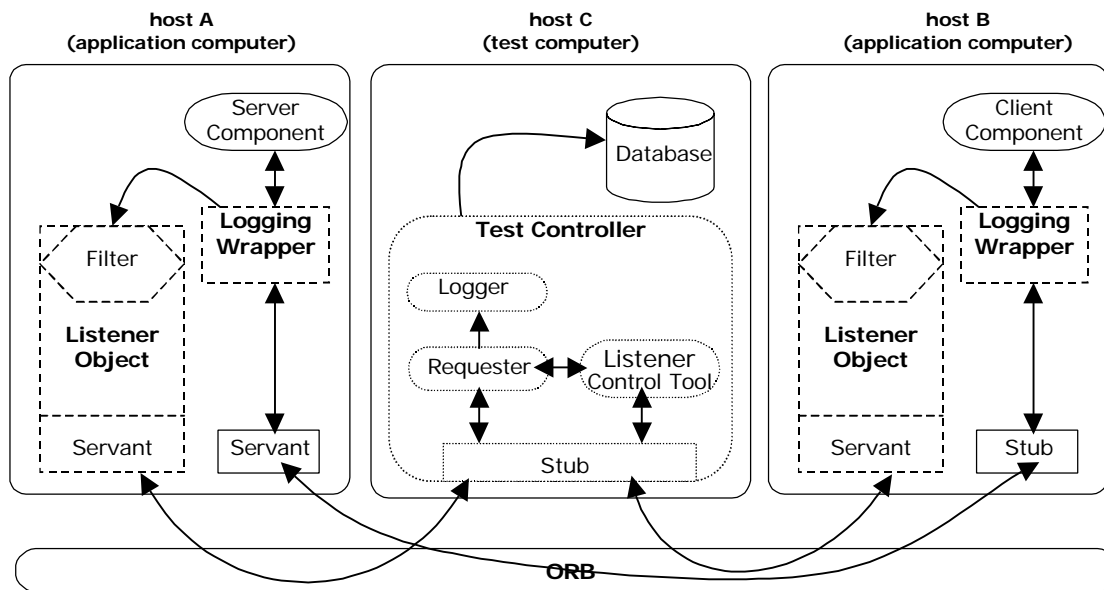 host A
(application computer)
host C
(test computer)
host B
(application computer)
Server
Component
Logging
Wrapper
Filter
Listener
Object
Servant
Servant
Database
Test Controller
Logger
Requester
Listener
Control Tool
Stub
Client
Component
Logging
Wrapper
Filter
Listener
Object
Servant
Stub
ORB